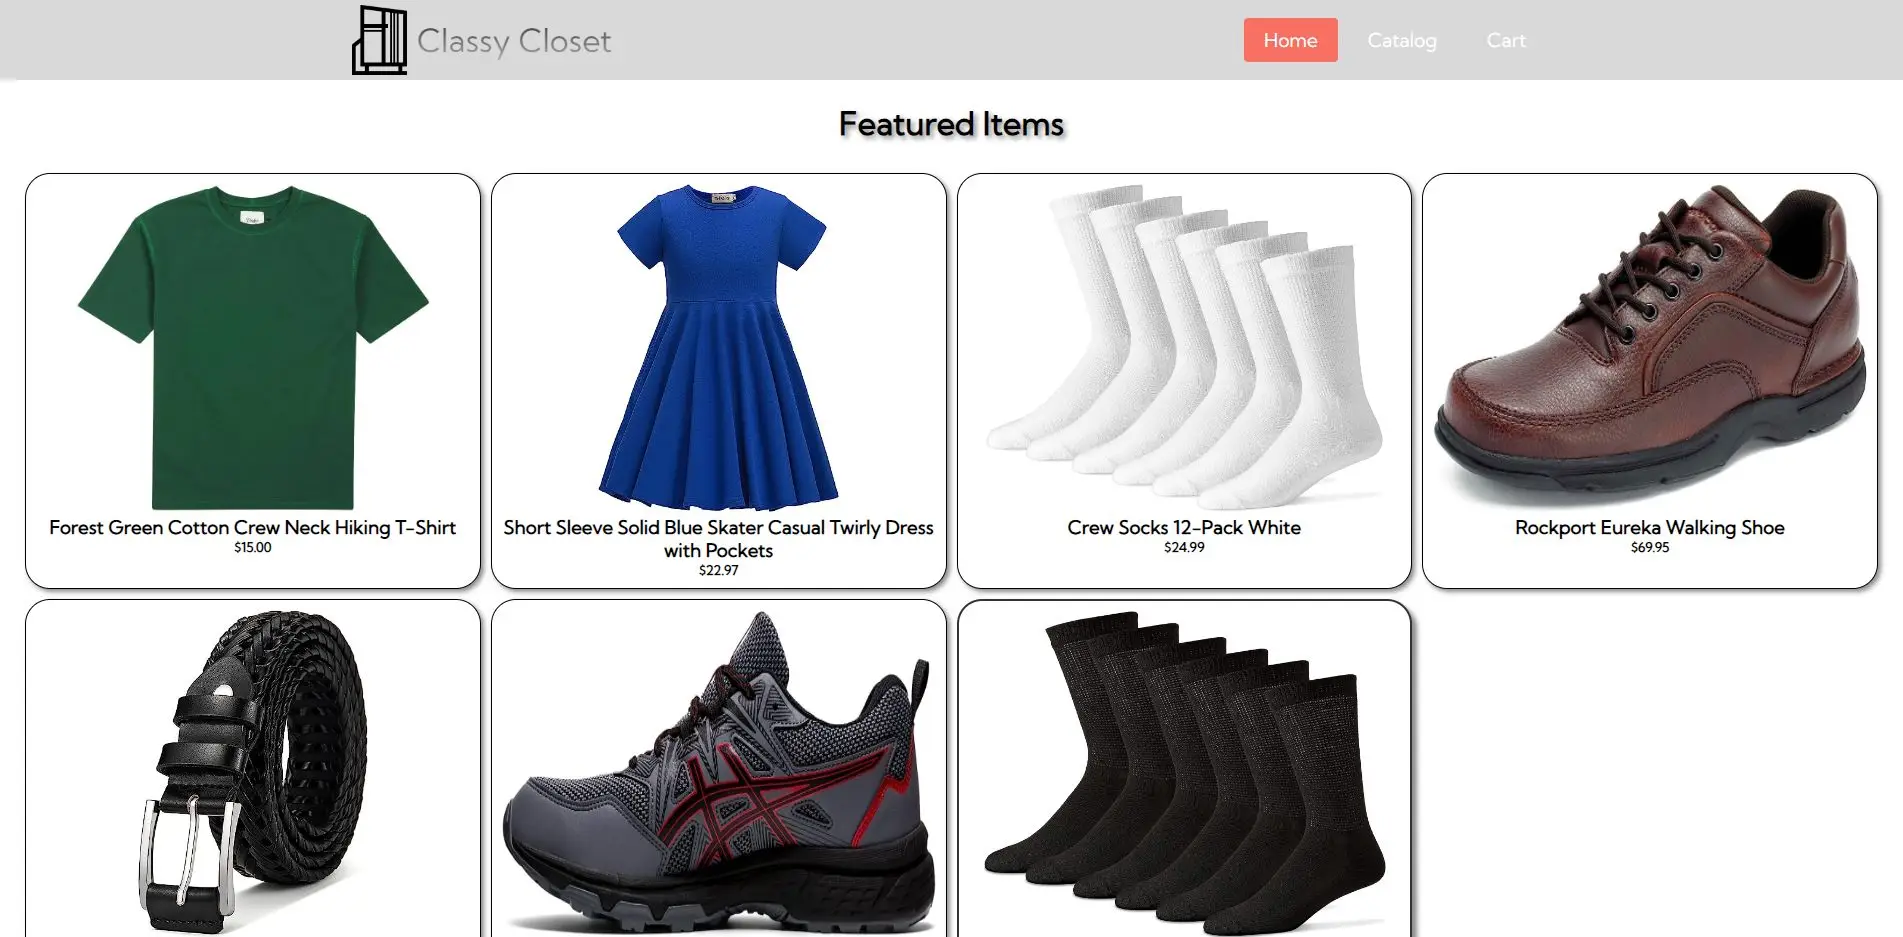 Classy Closet
Home
Catalog
Cart
Featured Items
Forest Green Cotton Crew Neck Hiking T-Shirt
$15.00
Short Sleeve Solid Blue Skater Casual Twirly Dress
with Pockets
$22.97
Crew Socks 12-Pack White
$24.99
Rockport Eureka Walking Shoe
$69.95